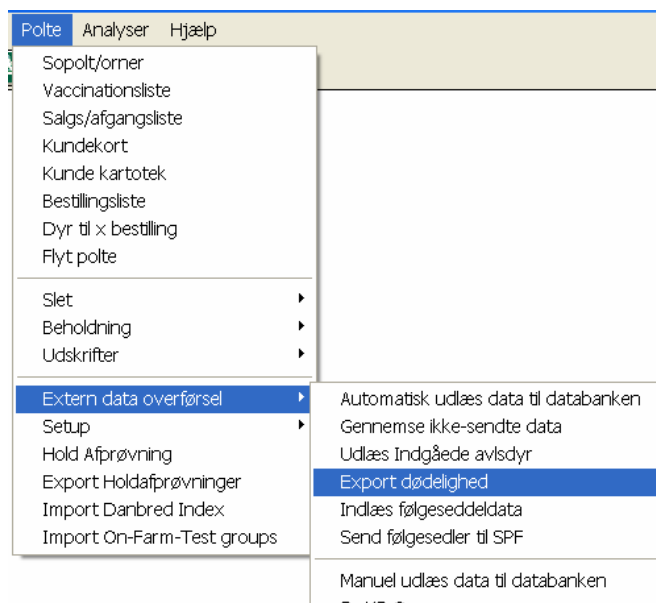 Polte Analyser Hjælp
Sopolt/orner
Vaccinationsliste
Salgs/afgangsliste
Kundekort
Kunde kartotek
Bestillingsliste
Dyr til x bestilling
Flyt polte
Slet
Beholdning
Udskrifter
Extern data overførsel
Setup
Hold Afprøvning
Export Holdafprøvninger
Import Danbred Index
Import On-Farm-Test groups
Automatisk udlæs data til databanken
Gennemse ikke-sendte data
Udlæs Indgåede avlsdyr
Export dødelighed
Indlæs følgeseddeldata
Send følgesedler til SPF
Manuel udlæs data til databanken